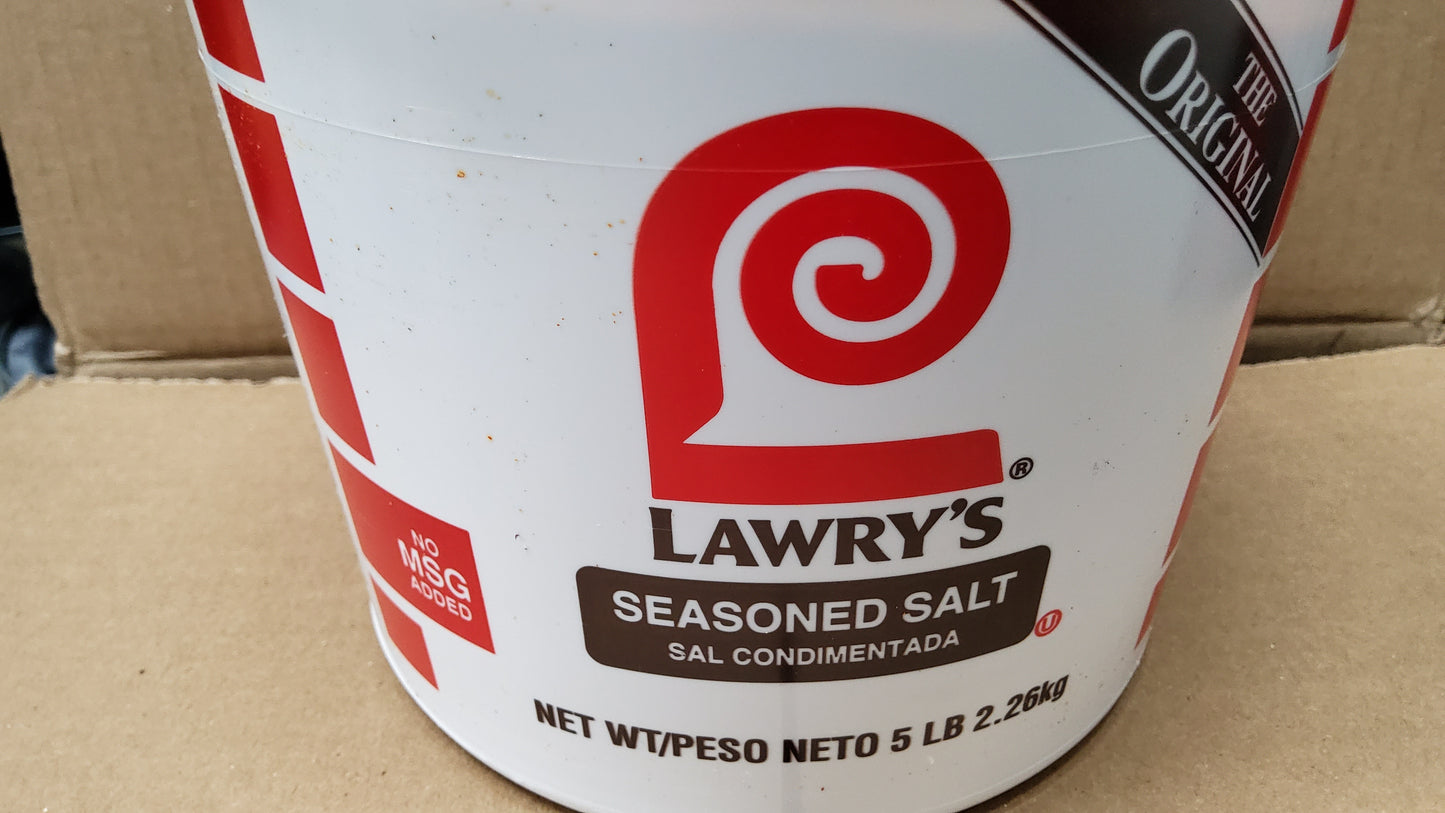 THE
ORIGINAL
®
LAWRY'S
SEASONED SALT
SAL CONDIMENTADA
U
NO
MSG
ADDED
NET WT/PESO NETO 5 LB 2.26kg